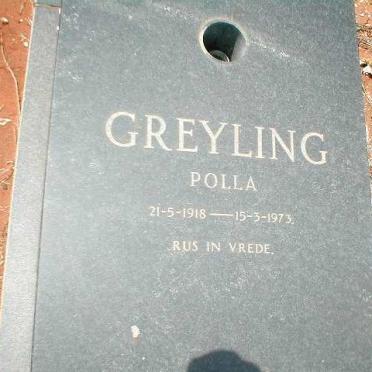 GREYLING
POLLA
21-5-1918 — 15-3-1973.
RUS IN VREDE.